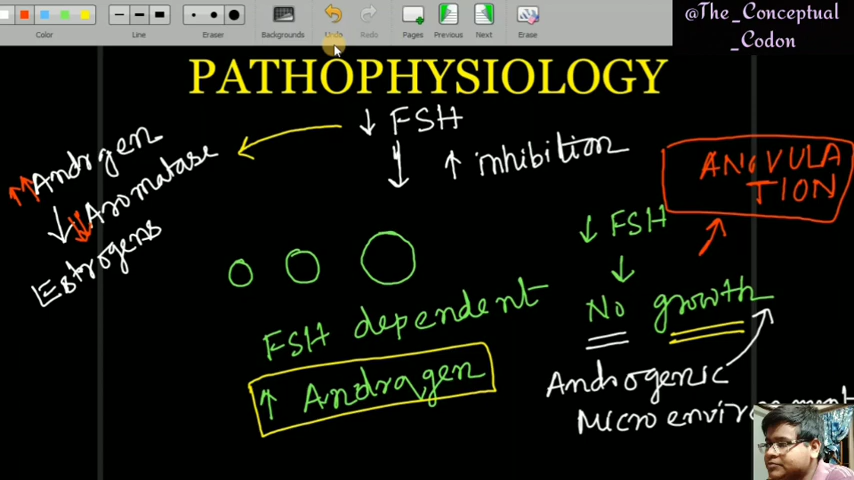 @The_Conceptual
_Codon
Color
Line
Eraser
Backgrounds
Undo
Redo
Pages
Previous
Next
Erase
PATHOPHYSIOLOGY
↓ FSH
↑ inhibition
↑↑ Androgen
↓↓ Aromatase
Estrogens
ANOVULA
TION
↓ FSH
No growth
FSH dependent
↑ Androgen
Androgenic
Microenvironment